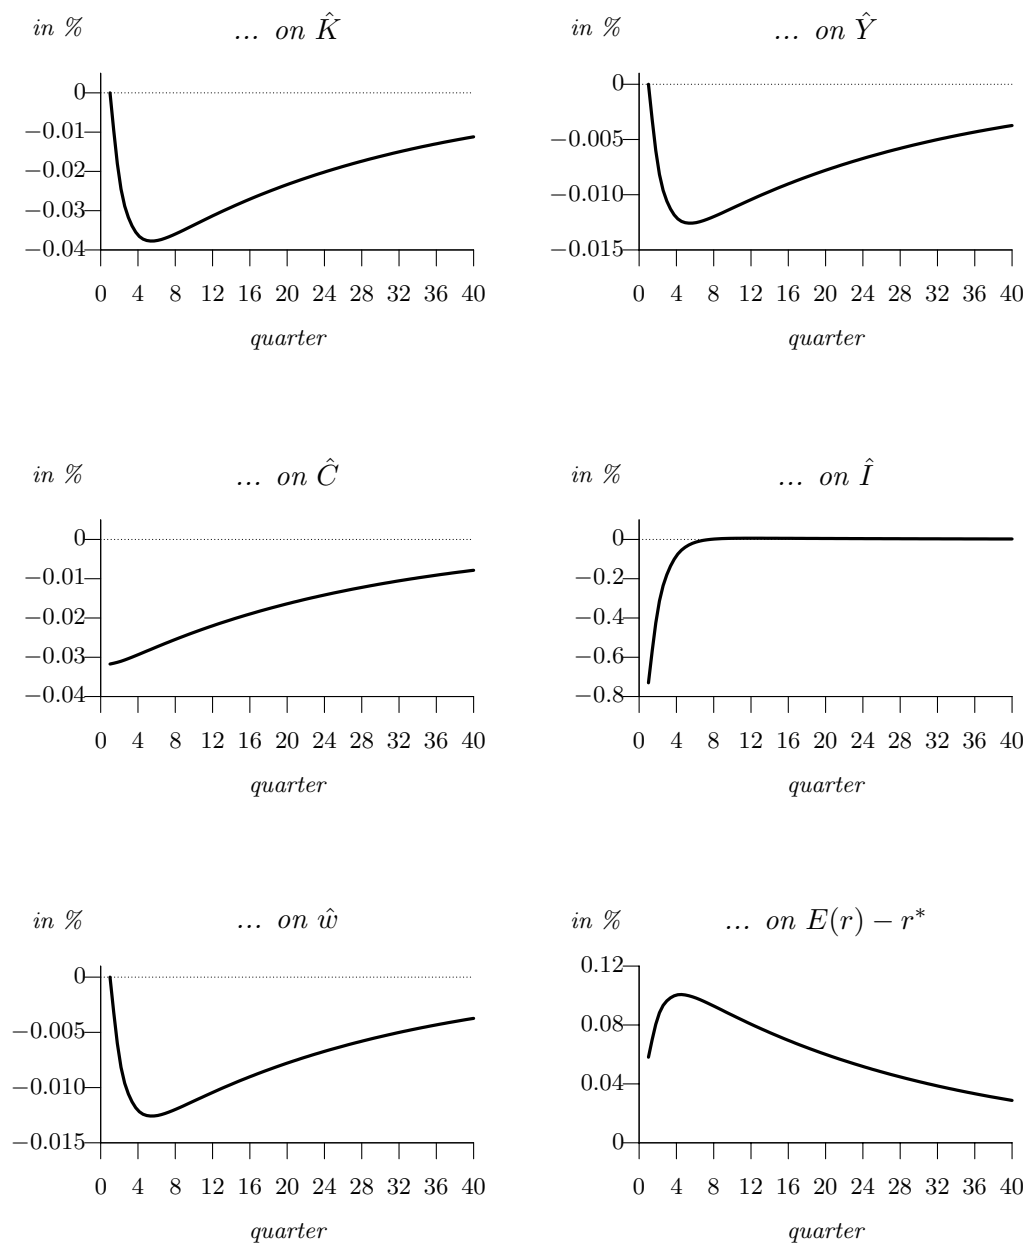 in %
... on K̂
0
−0.01
−0.02
−0.03
−0.04
0 4 8 12 16 20 24 28 32 36 40
quarter
in %
... on Ŷ
0
−0.005
−0.010
−0.015
0 4 8 12 16 20 24 28 32 36 40
quarter
in %
... on Ĉ
0
−0.01
−0.02
−0.03
−0.04
0 4 8 12 16 20 24 28 32 36 40
quarter
in %
... on Î
0
−0.2
−0.4
−0.6
−0.8
0 4 8 12 16 20 24 28 32 36 40
quarter
in %
... on ŵ
0
−0.005
−0.010
−0.015
0 4 8 12 16 20 24 28 32 36 40
quarter
in %
... on E(r) − r*
0.12
0.08
0.04
0
0 4 8 12 16 20 24 28 32 36 40
quarter